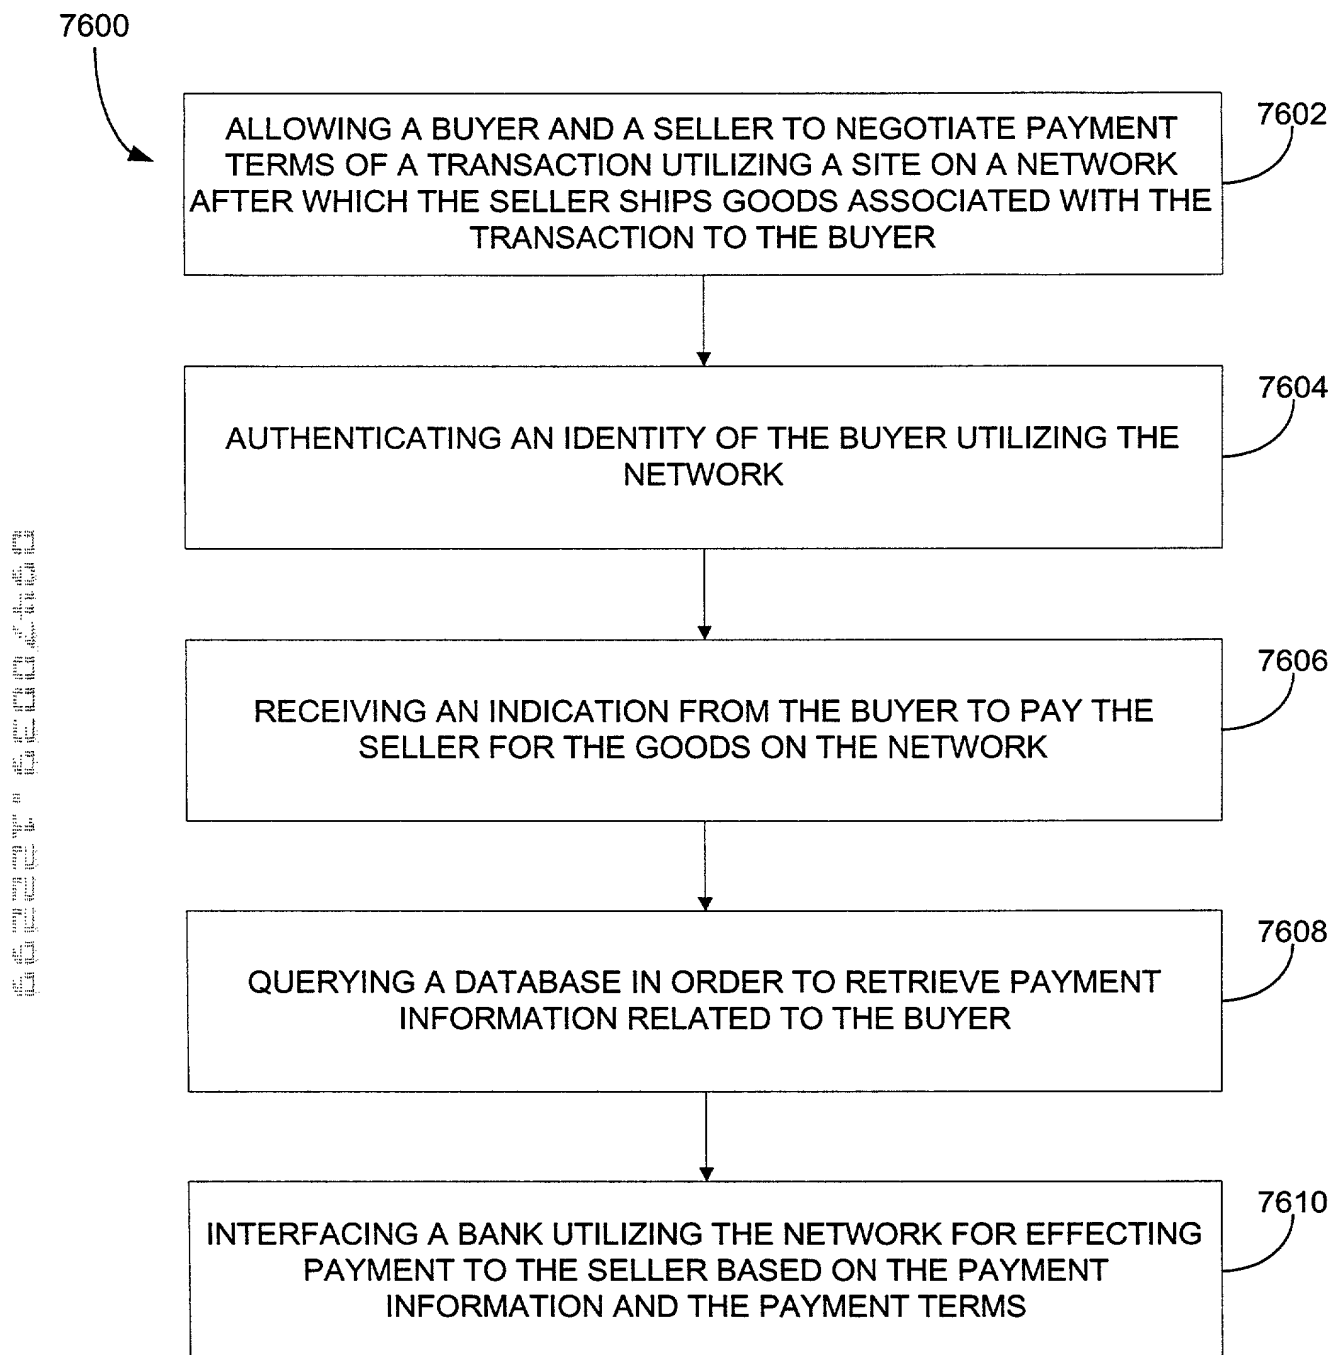 7600
ALLOWING A BUYER AND A SELLER TO NEGOTIATE PAYMENT
TERMS OF A TRANSACTION UTILIZING A SITE ON A NETWORK
AFTER WHICH THE SELLER SHIPS GOODS ASSOCIATED WITH THE
TRANSACTION TO THE BUYER
7602
AUTHENTICATING AN IDENTITY OF THE BUYER UTILIZING THE
NETWORK
7604
RECEIVING AN INDICATION FROM THE BUYER TO PAY THE
SELLER FOR THE GOODS ON THE NETWORK
7606
QUERYING A DATABASE IN ORDER TO RETRIEVE PAYMENT
INFORMATION RELATED TO THE BUYER
7608
INTERFACING A BANK UTILIZING THE NETWORK FOR EFFECTING
PAYMENT TO THE SELLER BASED ON THE PAYMENT
INFORMATION AND THE PAYMENT TERMS
7610